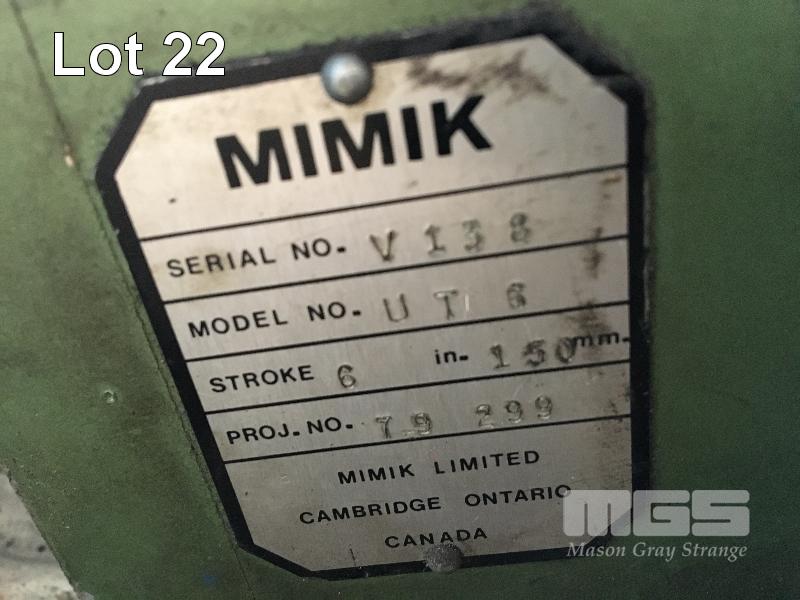 Lot 22
MIMIK
SERIAL NO. V138
MODEL NO. UT 6
STROKE 6 in. 150 mm.
PROJ. NO. 79 299
MIMIK LIMITED
CAMBRIDGE ONTARIO
CANADA
MGS
Mason Gray Strange